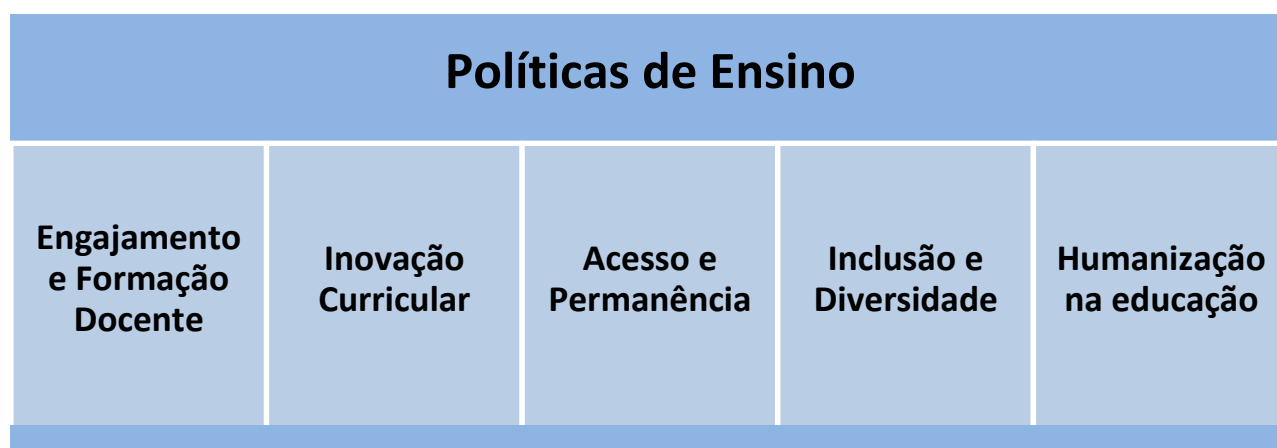 Políticas de Ensino
Engajamento
e Formação
Docente
Inovação
Curricular
Acesso e
Permanência
Inclusão e
Diversidade
Humanização
na educação